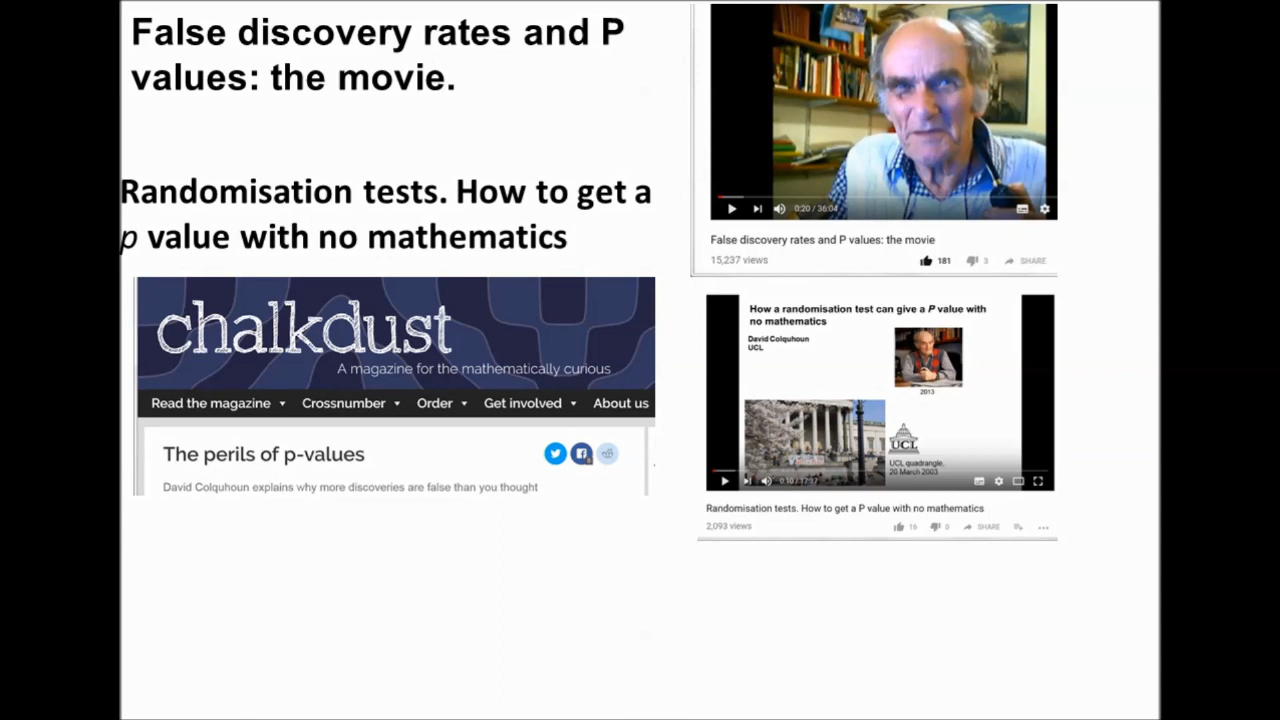 False discovery rates and P
values: the movie.
Randomisation tests. How to get a
p value with no mathematics
chalkdust
A magazine for the mathematically curious
Read the magazine Crossnumber Order Get involved About us
The perils of p-values
David Colquhoun explains why more discoveries are false than you thought
0:20 / 36:04
False discovery rates and P values: the movie
15,237 views 181 3 SHARE
How a randomisation test can give a P value with
no mathematics
David Colquhoun
UCL
2013
UCL
UCL quadrangle,
20 March 2003
0:10 / 17:37
Randomisation tests. How to get a P value with no mathematics
2,093 views 16 0 SHARE